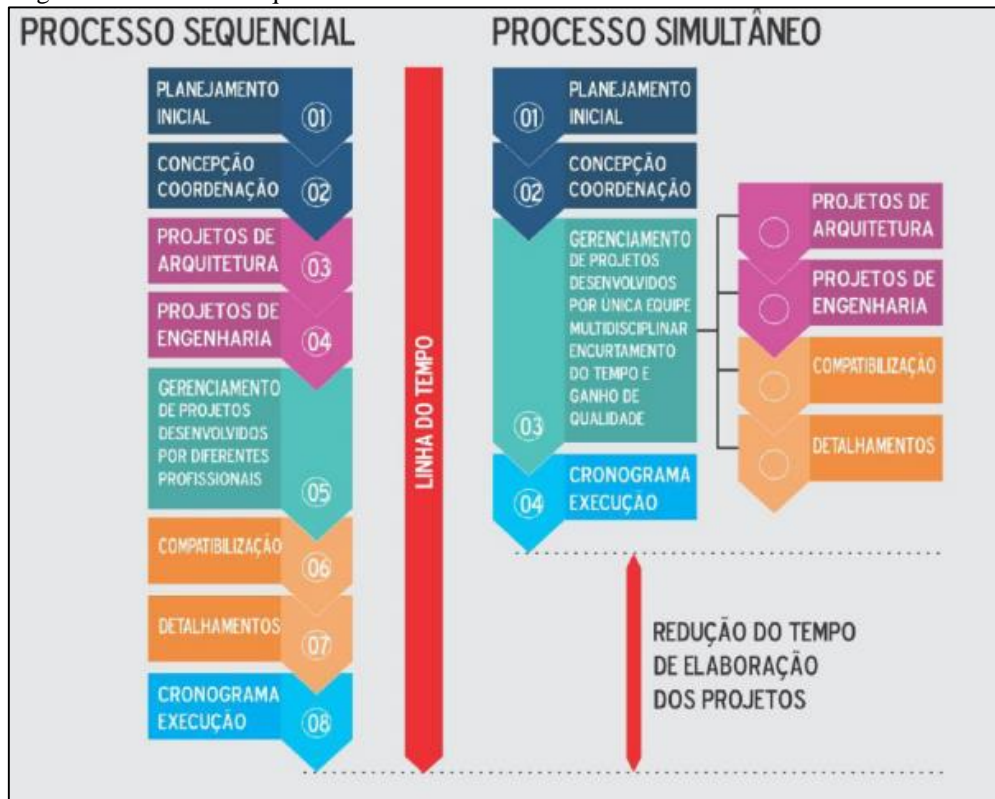 PROCESSO SEQUENCIAL
PLANEJAMENTO
INICIAL
01
CONCEPÇÃO
COORDENAÇÃO
02
PROJETOS DE
ARQUITETURA
03
PROJETOS DE
ENGENHARIA
04
GERENCIAMENTO
DE PROJETOS
DESENVOLVIDOS
POR DIFERENTES
PROFISSIONAIS
05
COMPATIBILIZAÇÃO
06
DETALHAMENTOS
07
CRONOGRAMA
EXECUÇÃO
08
LINHA DO TEMPO
PROCESSO SIMULTÂNEO
PLANEJAMENTO
INICIAL
01
CONCEPÇÃO
COORDENAÇÃO
02
GERENCIAMENTO
DE PROJETOS
DESENVOLVIDOS
POR ÚNICA EQUIPE
MULTIDISCIPLINAR
ENCURTAMENTO
DO TEMPO E
GANHO DE
QUALIDADE
03
PROJETOS DE
ARQUITETURA
PROJETOS DE
ENGENHARIA
COMPATIBILIZAÇÃO
DETALHAMENTOS
CRONOGRAMA
EXECUÇÃO
04
REDUÇÃO DO TEMPO
DE ELABORAÇÃO
DOS PROJETOS